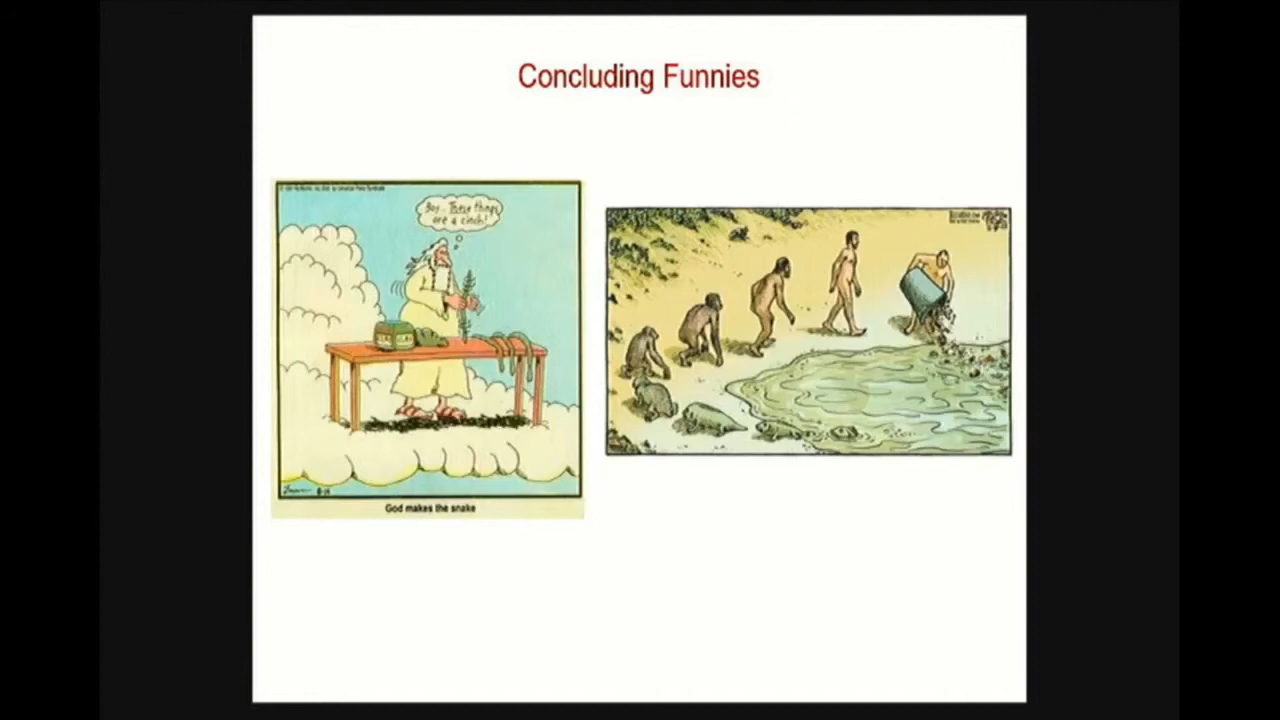 Concluding Funnies
Boy... These things
are a cinch!
God makes the snake